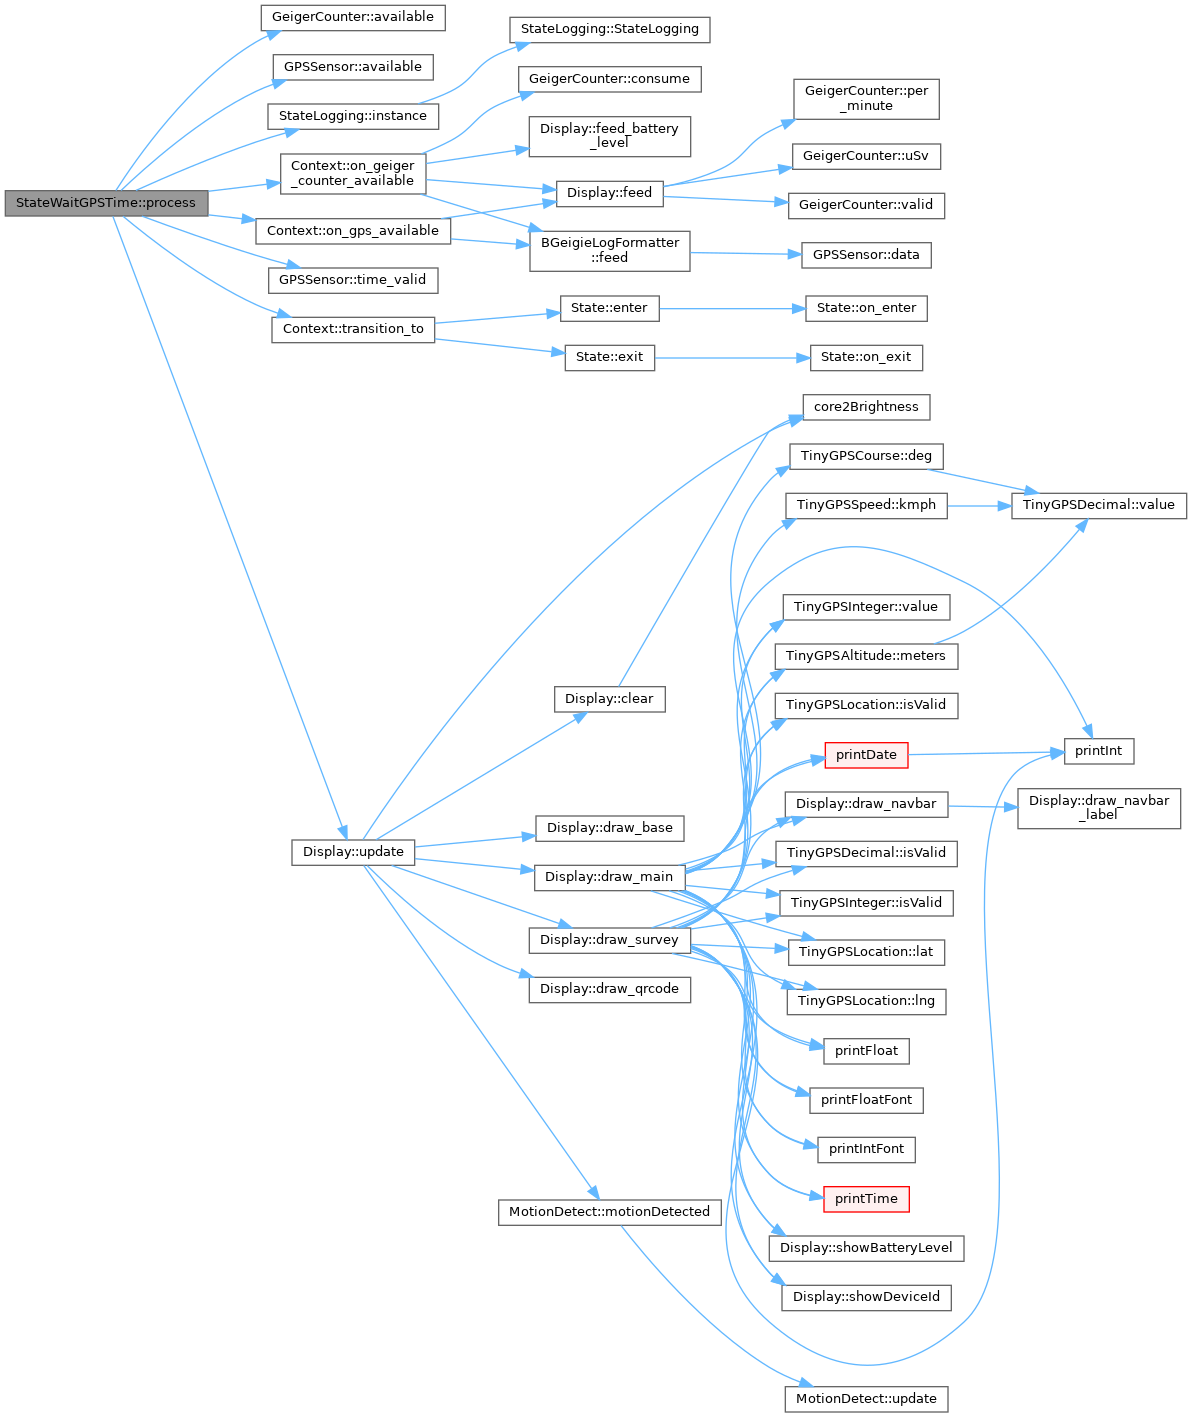 GeigerCounter::available
StateLogging::StateLogging
GPSSensor::available
GeigerCounter::consume
GeigerCounter::per
_minute
StateLogging::instance
Display::feed_battery
_level
Context::on_geiger
_counter_available
GeigerCounter::uSv
StateWaitGPSTime::process
Display::feed
GeigerCounter::valid
Context::on_gps_available
BGeigieLogFormatter
::feed
GPSSensor::data
GPSSensor::time_valid
State::enter
State::on_enter
Context::transition_to
State::exit
State::on_exit
core2Brightness
TinyGPSCourse::deg
TinyGPSSpeed::kmph
TinyGPSDecimal::value
TinyGPSInteger::value
TinyGPSAltitude::meters
Display::clear
TinyGPSLocation::isValid
printDate
printInt
Display::draw_navbar
Display::draw_navbar
_label
Display::draw_base
Display::update
TinyGPSDecimal::isValid
Display::draw_main
TinyGPSInteger::isValid
Display::draw_survey
TinyGPSLocation::lat
Display::draw_qrcode
TinyGPSLocation::lng
printFloat
printFloatFont
printIntFont
printTime
MotionDetect::motionDetected
Display::showBatteryLevel
Display::showDeviceId
MotionDetect::update